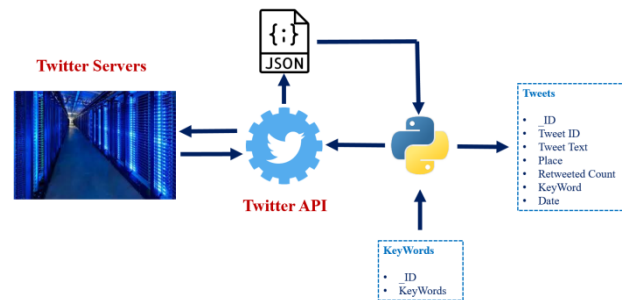 {;}
JSON
Twitter Servers
Twitter API
Tweets
• _ID
• Tweet ID
• Tweet Text
• Place
• Retweeted Count
• KeyWord
• Date
KeyWords
• _ID
• KeyWords